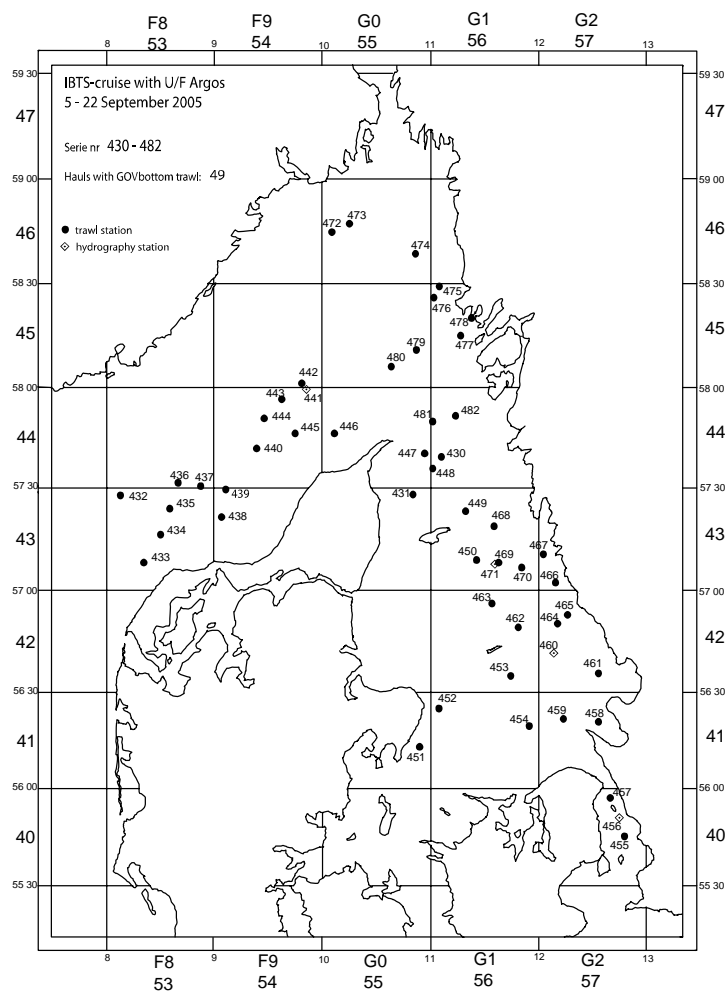 F8 F9 G0 G1 G2
53 54 55 56 57
8 9 10 11 12 13
59 30 59 30
IBTS-cruise with U/F Argos
5 - 22 September 2005
47 47
Serie nr 430 - 482
Hauls with GOVbottom trawl: 49
59 00 59 00
trawl station
hydrography station
472 473
46 46
474
58 30 58 30
475
476
478
45 45
477
479
480
442
58 00 58 00
443 441
444
481 482
445 446
44 44
440
447 430
448
436 437
57 30 57 30
432 439 431
435 449
438 468
434
43 43
467
433 450 469
471 470
466
57 00 57 00
463
465
462 464
42 42
460
453 461
56 30 56 30
452
454 459 458
41 41
451
56 00 56 00
457
456
40 40
455
55 30 55 30
8 9 10 11 12 13
F8 F9 G0 G1 G2
53 54 55 56 57